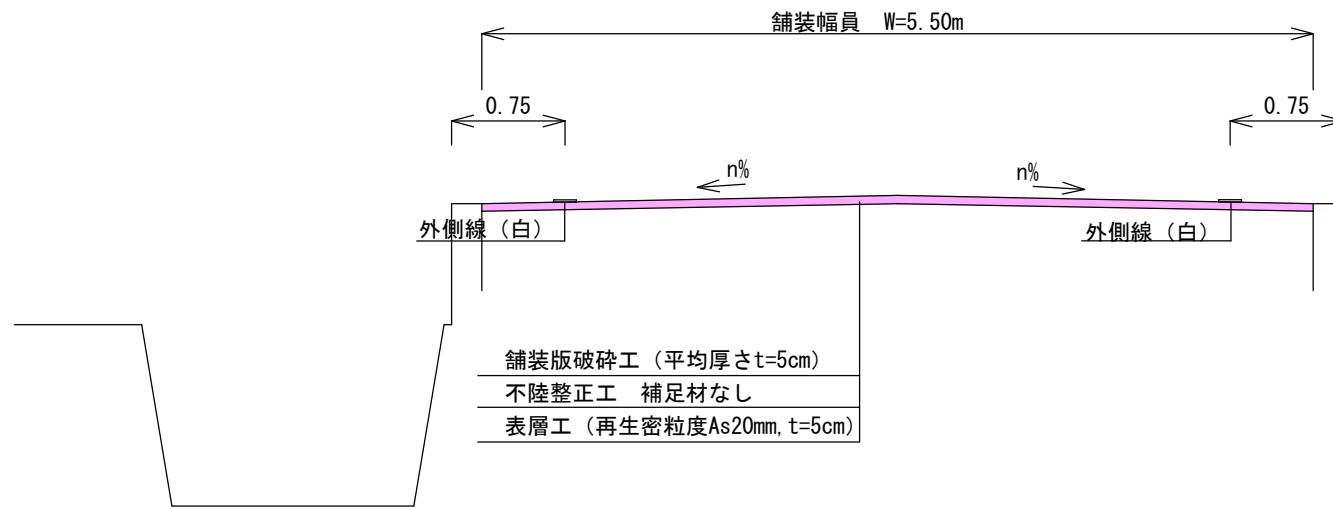 舗装幅員　W=5.50m
0.75
0.75
n%
n%
外側線（白）
外側線（白）
舗装版破砕工（平均厚さt=5cm）
不陸整正工　補足材なし
表層工（再生密粒度As20mm,t=5cm）